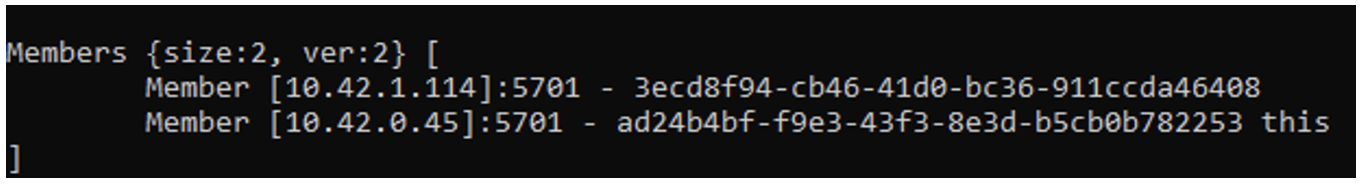 Members {size:2, ver:2} [
Member [10.42.1.114]:5701 - 3ecd8f94-cb46-41d0-bc36-911ccda46408
Member [10.42.0.45]:5701 - ad24b4bf-f9e3-43f3-8e3d-b5cb0b782253 this
]